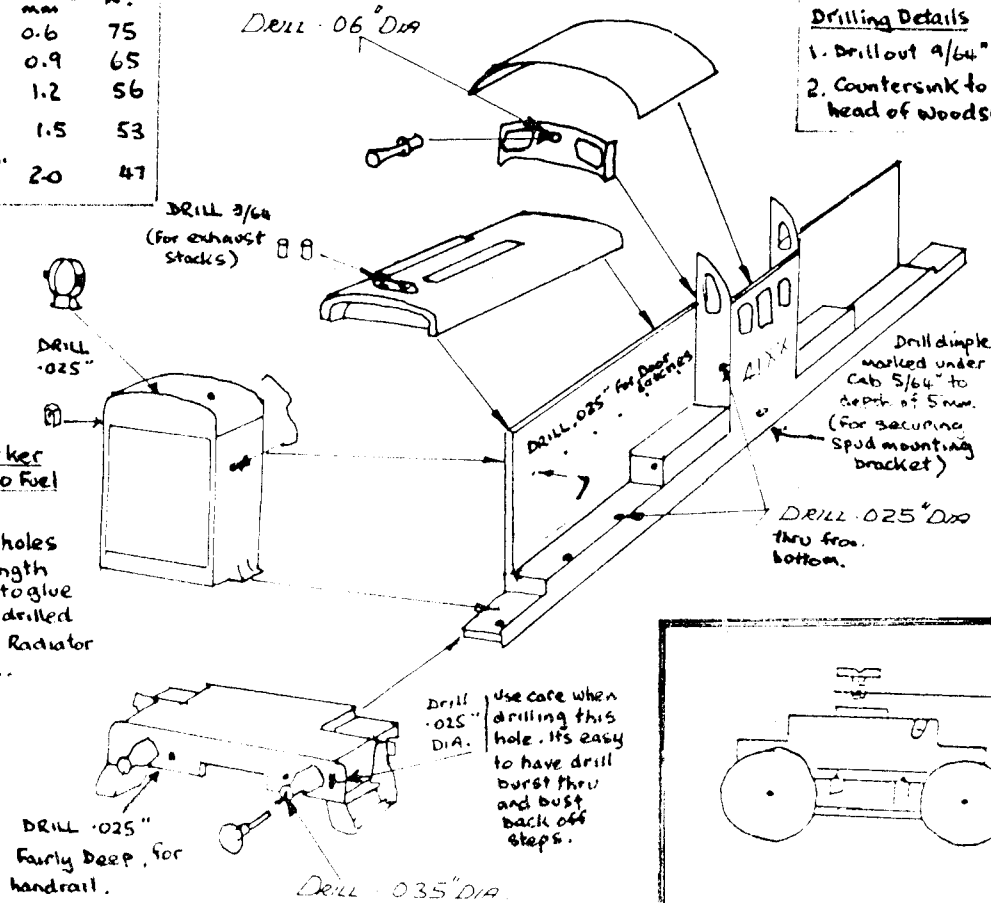 mm
0.6 75
0.9 65
1.2 56
1.5 53
2.0 47
DRILL .06" DIA
Drilling Details
1. Drill out 9/64"
2. Countersink to
head of woods
DRILL 3/64
(For exhaust
stacks)
DRILL
.025"
DRILL .025" For Door
Latches
41XX
Drill dimple
marked under
Cab 5/64" to
depth of 5mm.
(For securing
Spud mounting
bracket)
DRILL .025" DIA
thru from
bottom.
ker
o Fuel
holes
ngth
to glue
drilled
Radiator
Drill
.025"
DIA.
Use care when
drilling this
hole. Its easy
to have drill
burst thru
and bust
back off
steps.
DRILL .025"
Fairly Deep, for
handrail.
DRILL .035" DIA.